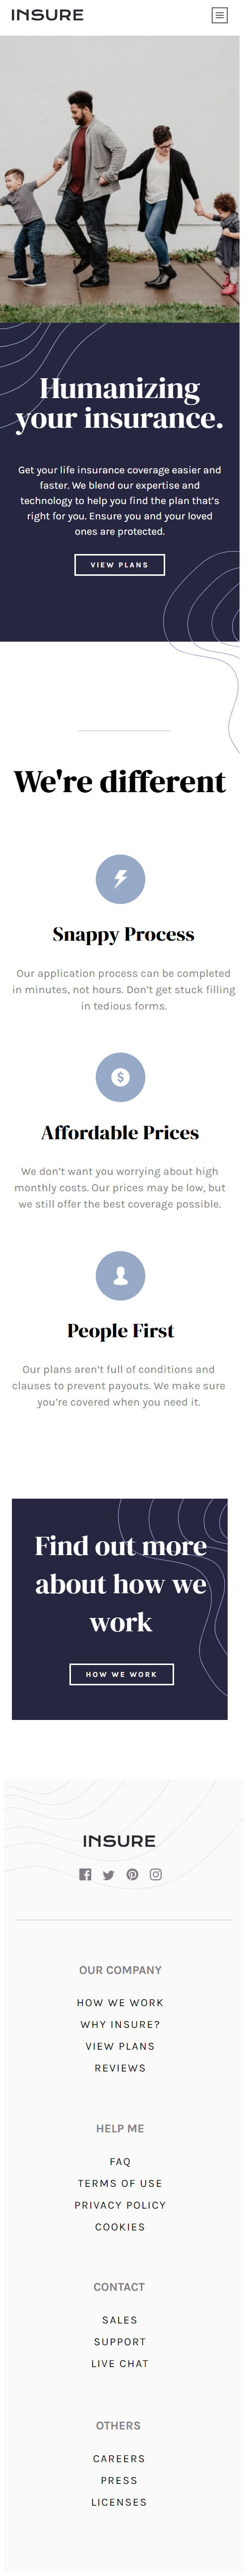 INSURE
Humanizing
your insurance.
Get your life insurance coverage easier and
faster. We blend our expertise and
technology to help you find the plan that's
right for you. Ensure you and your loved
ones are protected.
VIEW PLANS
We're different
Snappy Process
Our application process can be completed
in minutes, not hours. Don't get stuck filling
in tedious forms.
Affordable Prices
We don't want you worrying about high
monthly costs. Our prices may be low, but
we still offer the best coverage possible.
People First
Our plans aren't full of conditions and
clauses to prevent payouts. We make sure
you're covered when you need it.
Find out more
about how we
work
HOW WE WORK
INSURE
OUR COMPANY
HOW WE WORK
WHY INSURE?
VIEW PLANS
REVIEWS
HELP ME
FAQ
TERMS OF USE
PRIVACY POLICY
COOKIES
CONTACT
SALES
SUPPORT
LIVE CHAT
OTHERS
CAREERS
PRESS
LICENSES